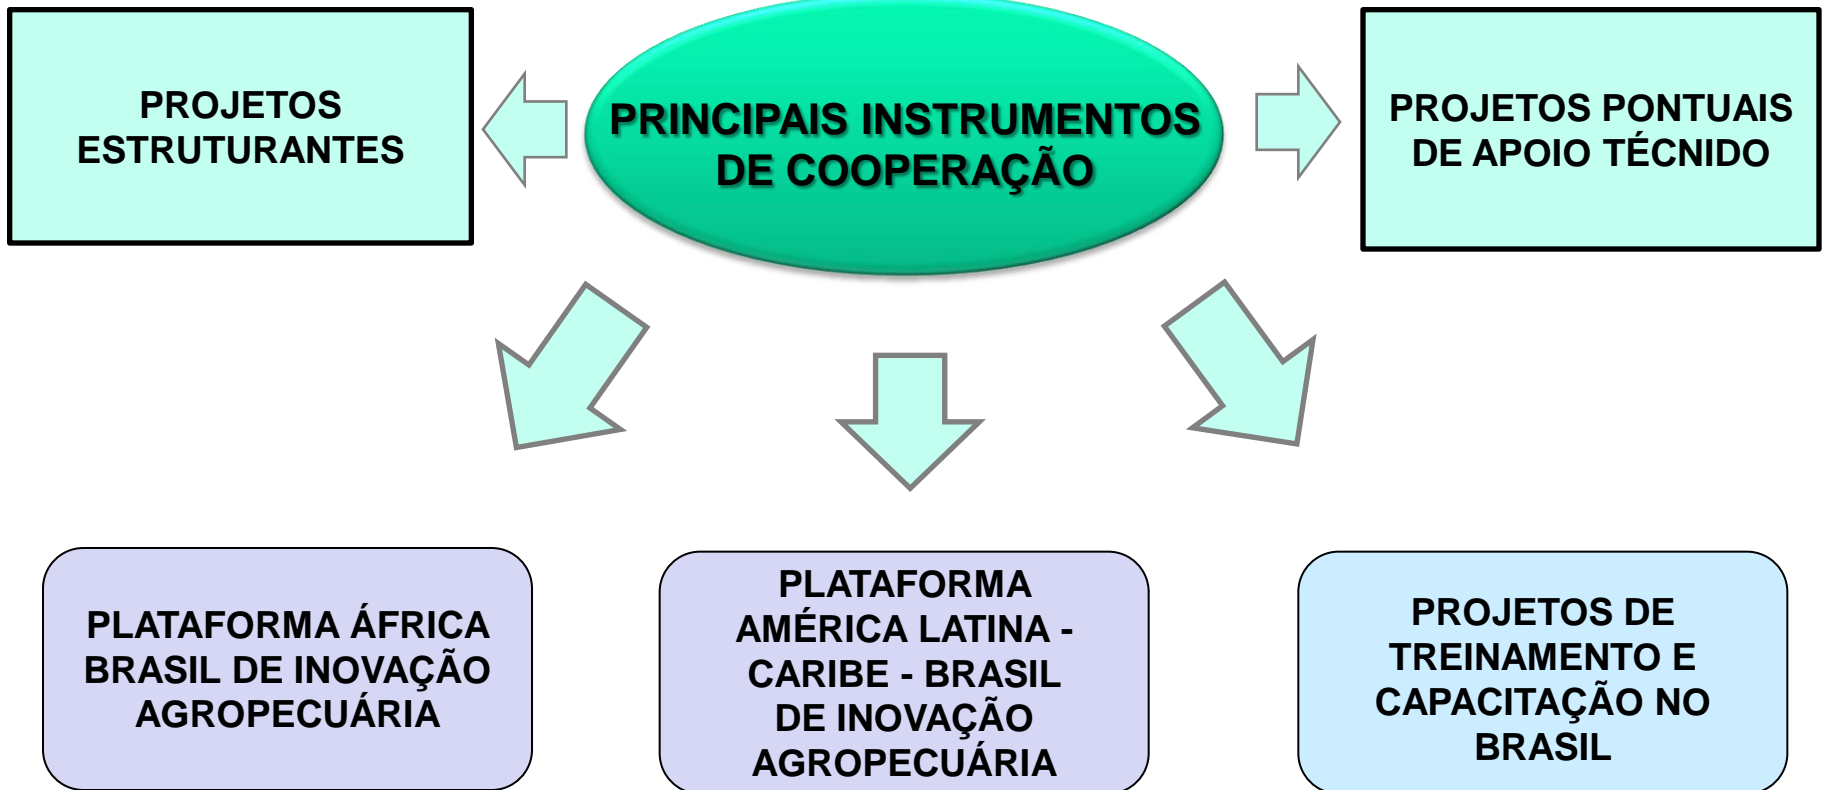 PROJETOS
ESTRUTURANTES
PRINCIPAIS INSTRUMENTOS
DE COOPERAÇÃO
PROJETOS PONTUAIS
DE APOIO TÉCNIDO
PLATAFORMA ÁFRICA
BRASIL DE INOVAÇÃO
AGROPECUÁRIA
PLATAFORMA
AMÉRICA LATINA -
CARIBE - BRASIL
DE INOVAÇÃO
AGROPECUÁRIA
PROJETOS DE
TREINAMENTO E
CAPACITAÇÃO NO
BRASIL